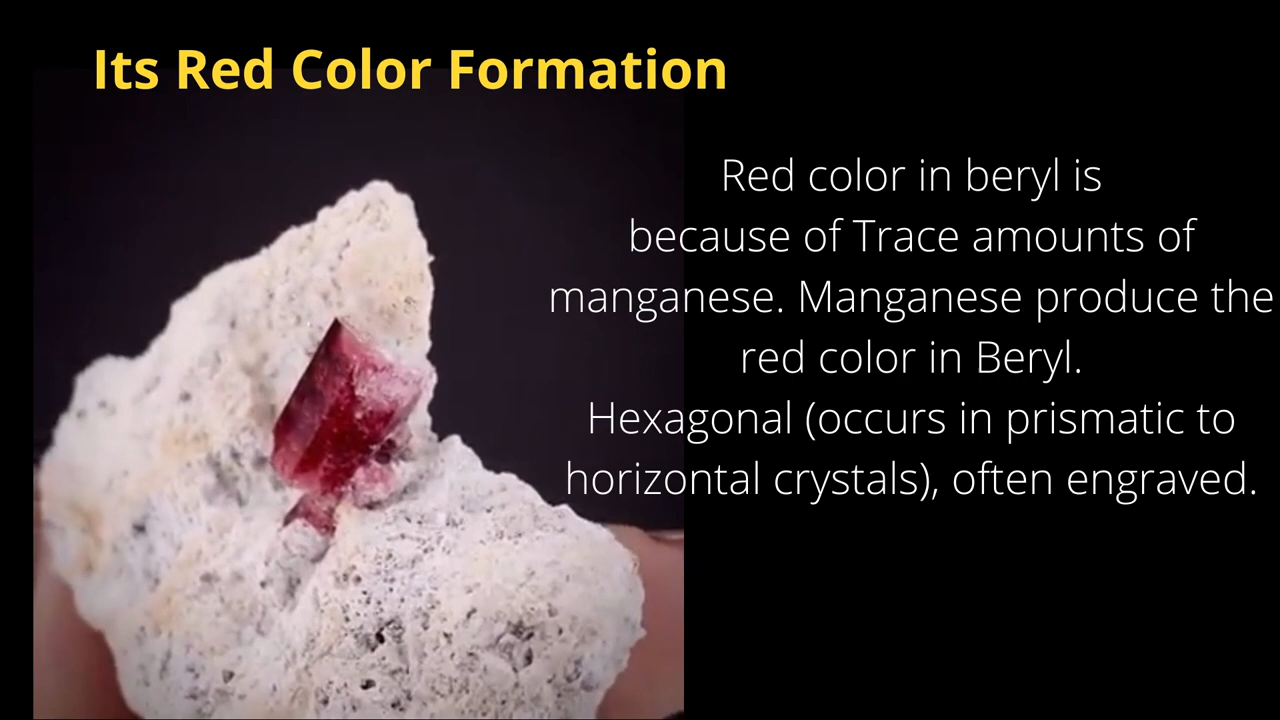 Its Red Color Formation
Red color in beryl is
because of Trace amounts of
manganese. Manganese produce the
red color in Beryl.
Hexagonal (occurs in prismatic to
horizontal crystals), often engraved.